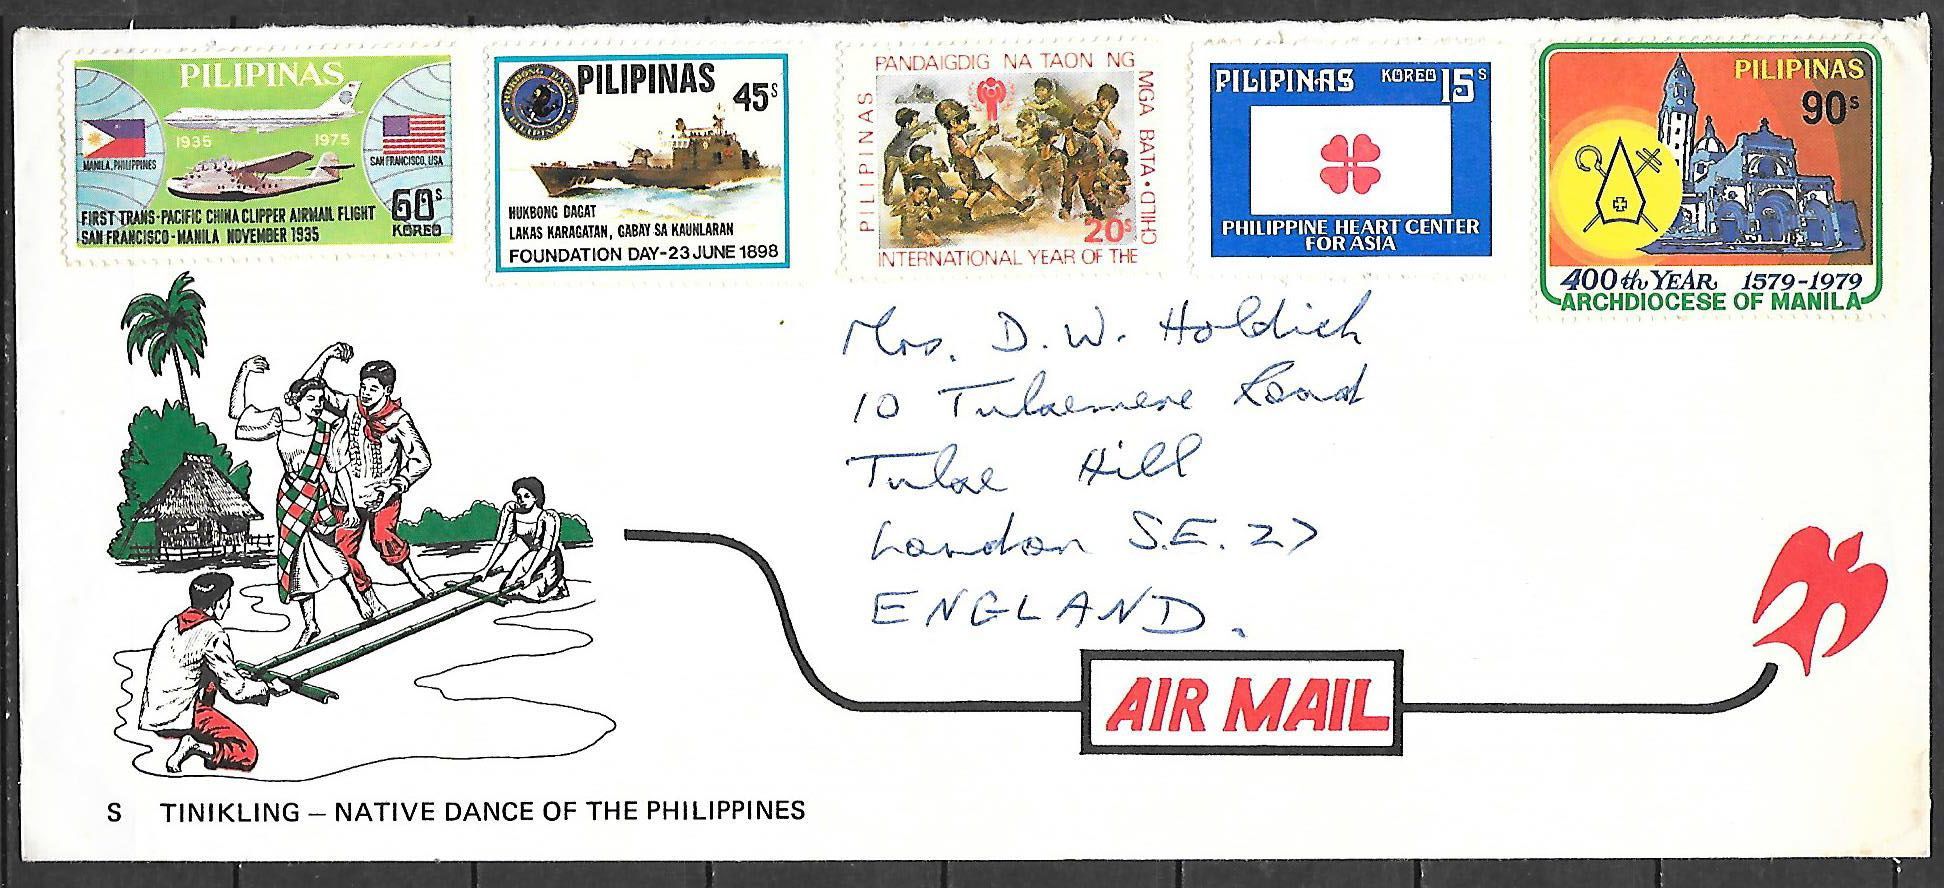 PILIPINAS
1935 1975
MANILA, PHILIPPINES
SAN FRANCISCO, USA
FIRST TRANS-PACIFIC CHINA CLIPPER AIRMAIL FLIGHT
SAN FRANCISCO-MANILA NOVEMBER 1935
60s
KOREO
HUKBONG DAGAT
PILIPINAS
PILIPINAS
45s
HUKBONG DAGAT
LAKAS KARAGATAN, GABAY SA KAUNLARAN
FOUNDATION DAY-23 JUNE 1898
PILIPINAS
PANDAIGDIG NA TAON NG
MGA BATA • CHILD
20s
INTERNATIONAL YEAR OF THE
PILIPINAS KOREO 15s
PHILIPPINE HEART CENTER
FOR ASIA
PILIPINAS
90s
400th YEAR 1579-1979
ARCHDIOCESE OF MANILA
Mrs. D. W. Holdich
10 Tulsemere Road
Tulse Hill
London S.E. 27
ENGLAND.
AIR MAIL
S TINIKLING – NATIVE DANCE OF THE PHILIPPINES